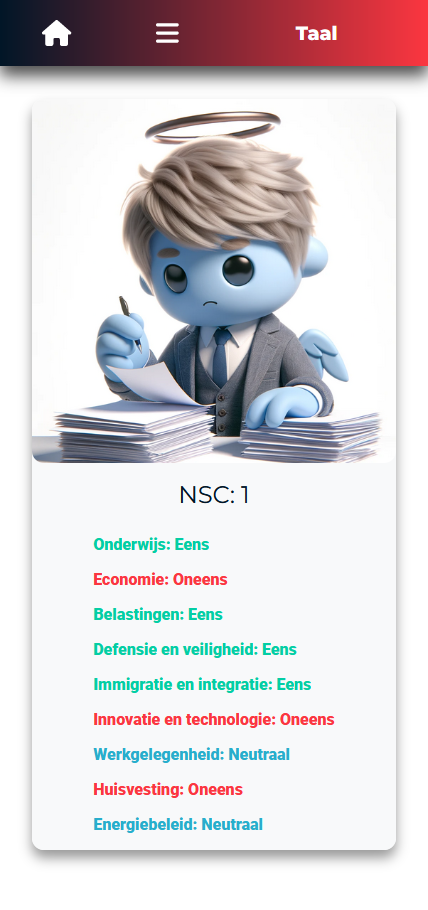 Taal
NSC: 1
Onderwijs: Eens
Economie: Oneens
Belastingen: Eens
Defensie en veiligheid: Eens
Immigratie en integratie: Eens
Innovatie en technologie: Oneens
Werkgelegenheid: Neutraal
Huisvesting: Oneens
Energiebeleid: Neutraal